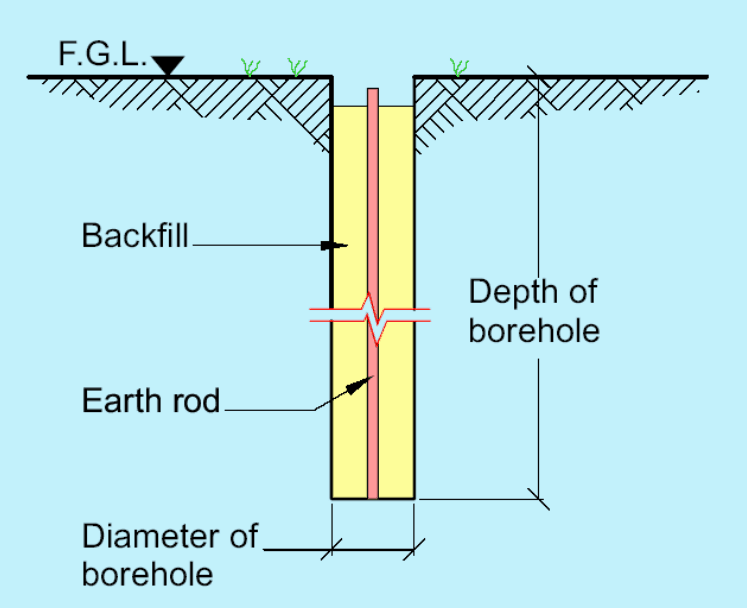 F.G.L.
Backfill
Depth of
borehole
Earth rod
Diameter of
borehole